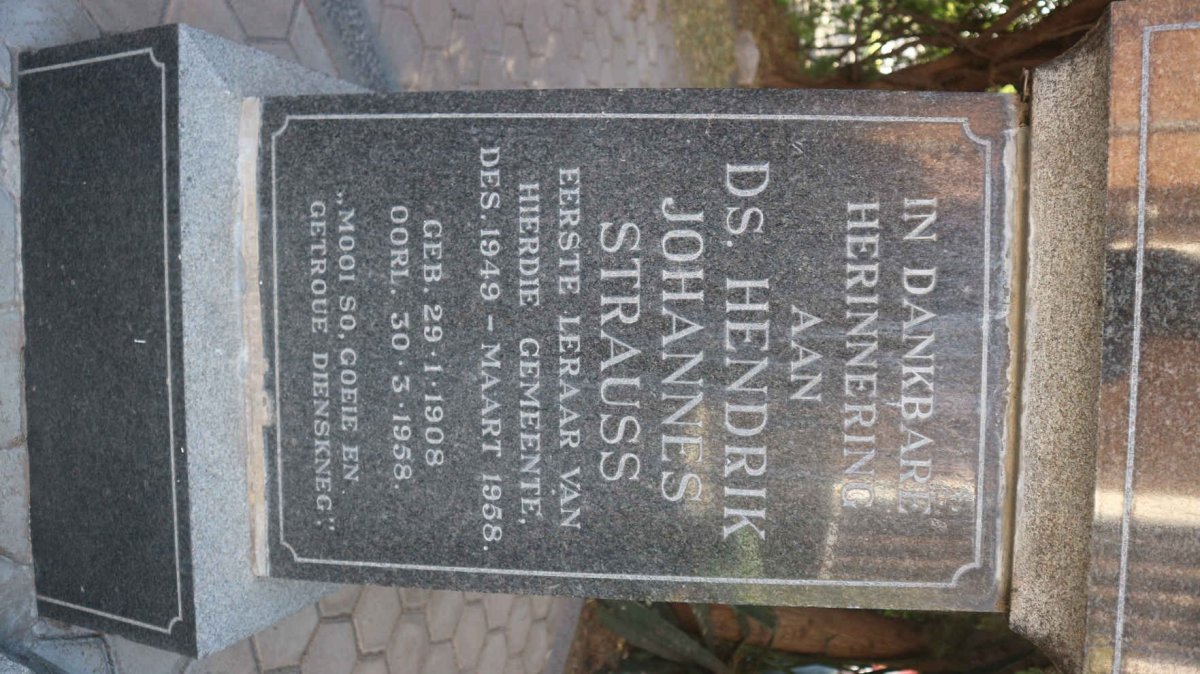 IN DANKBARE
HERINNERING
AAN
DS. HENDRIK
JOHANNES
STRAUSS
EERSTE LERAAR VAN
HIERDIE GEMEENTE,
DES. 1949 – MAART 1958.
GEB. 29·1·1908
OORL. 30·3·1958.
„MOOI SO, GOEIE EN
GETROUE DIENSKNEG",